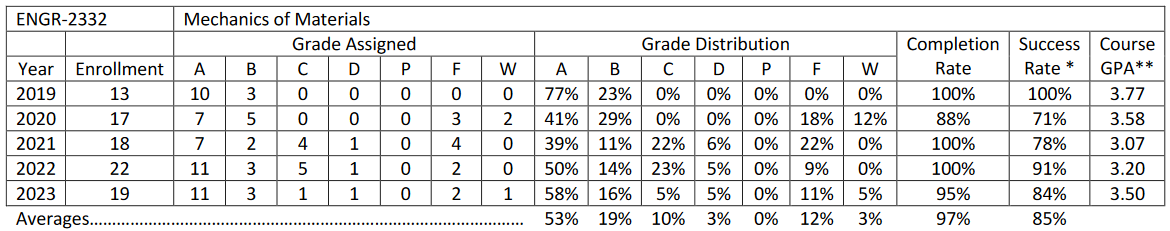 ENGR-2332 Mechanics of Materials
Grade Assigned Grade Distribution Completion Success Course
Year Enrollment A B C D P F W A B C D P F W Rate Rate * GPA**
2019 13 10 3 0 0 0 0 0 77% 23% 0% 0% 0% 0% 0% 100% 100% 3.77
2020 17 7 5 0 0 0 3 2 41% 29% 0% 0% 0% 18% 12% 88% 71% 3.58
2021 18 7 2 4 1 0 4 0 39% 11% 22% 6% 0% 22% 0% 100% 78% 3.07
2022 22 11 3 5 1 0 2 0 50% 14% 23% 5% 0% 9% 0% 100% 91% 3.20
2023 19 11 3 1 1 0 2 1 58% 16% 5% 5% 0% 11% 5% 95% 84% 3.50
Averages........................................................................................................ 53% 19% 10% 3% 0% 12% 3% 97% 85%